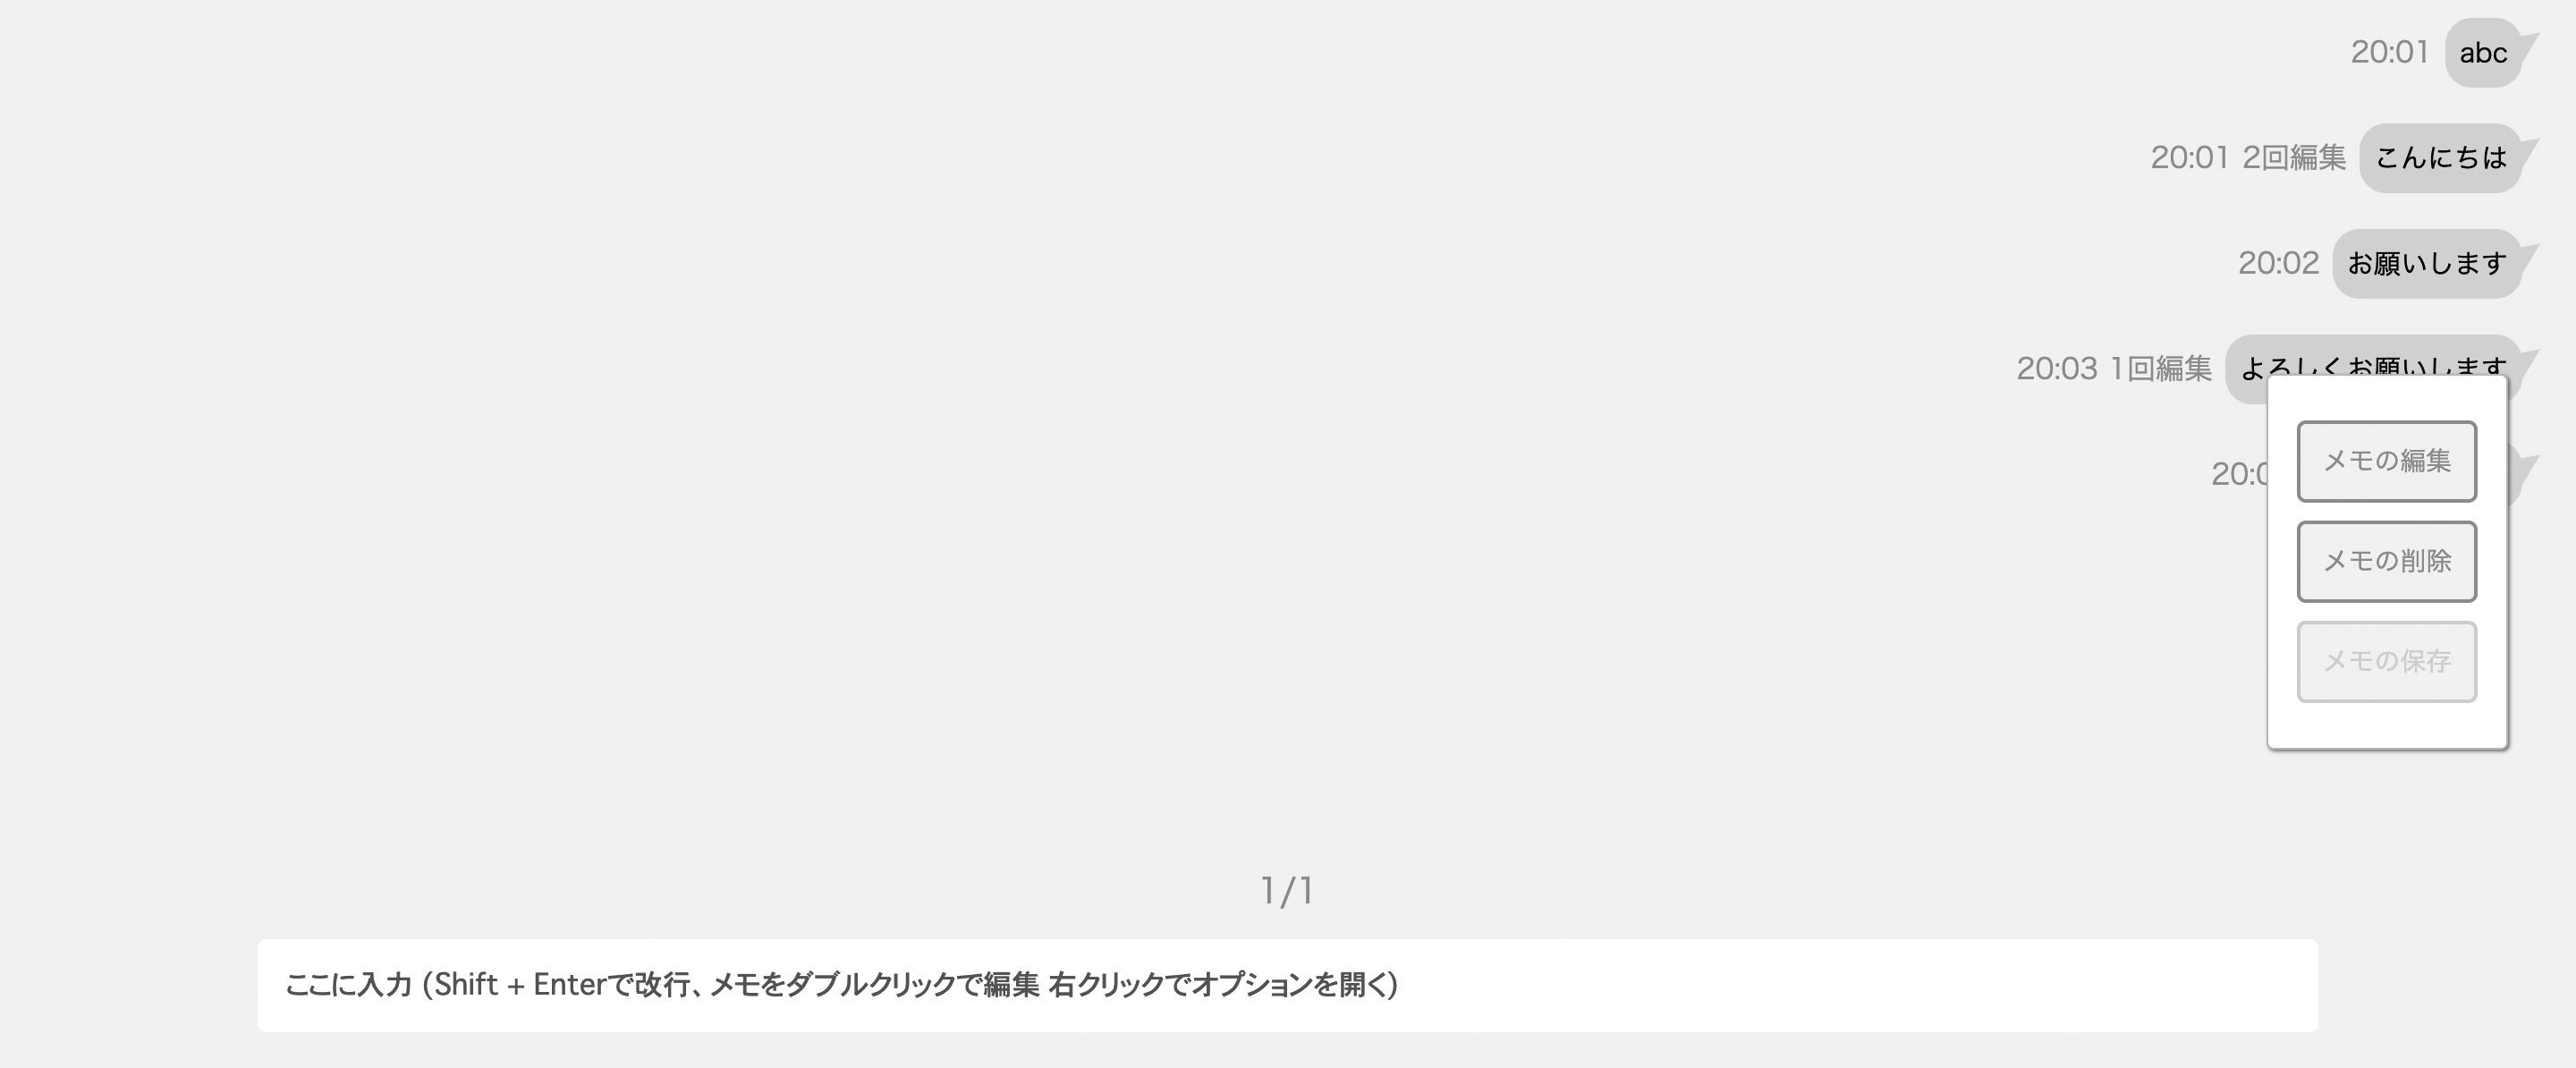 20:01 abc
20:01 2回編集 こんにちは
20:02 お願いします
20:03 1回編集 よろしくお願いします
メモの編集
メモの削除
メモの保存
1/1
ここに入力 (Shift + Enterで改行、メモをダブルクリックで編集 右クリックでオプションを開く)